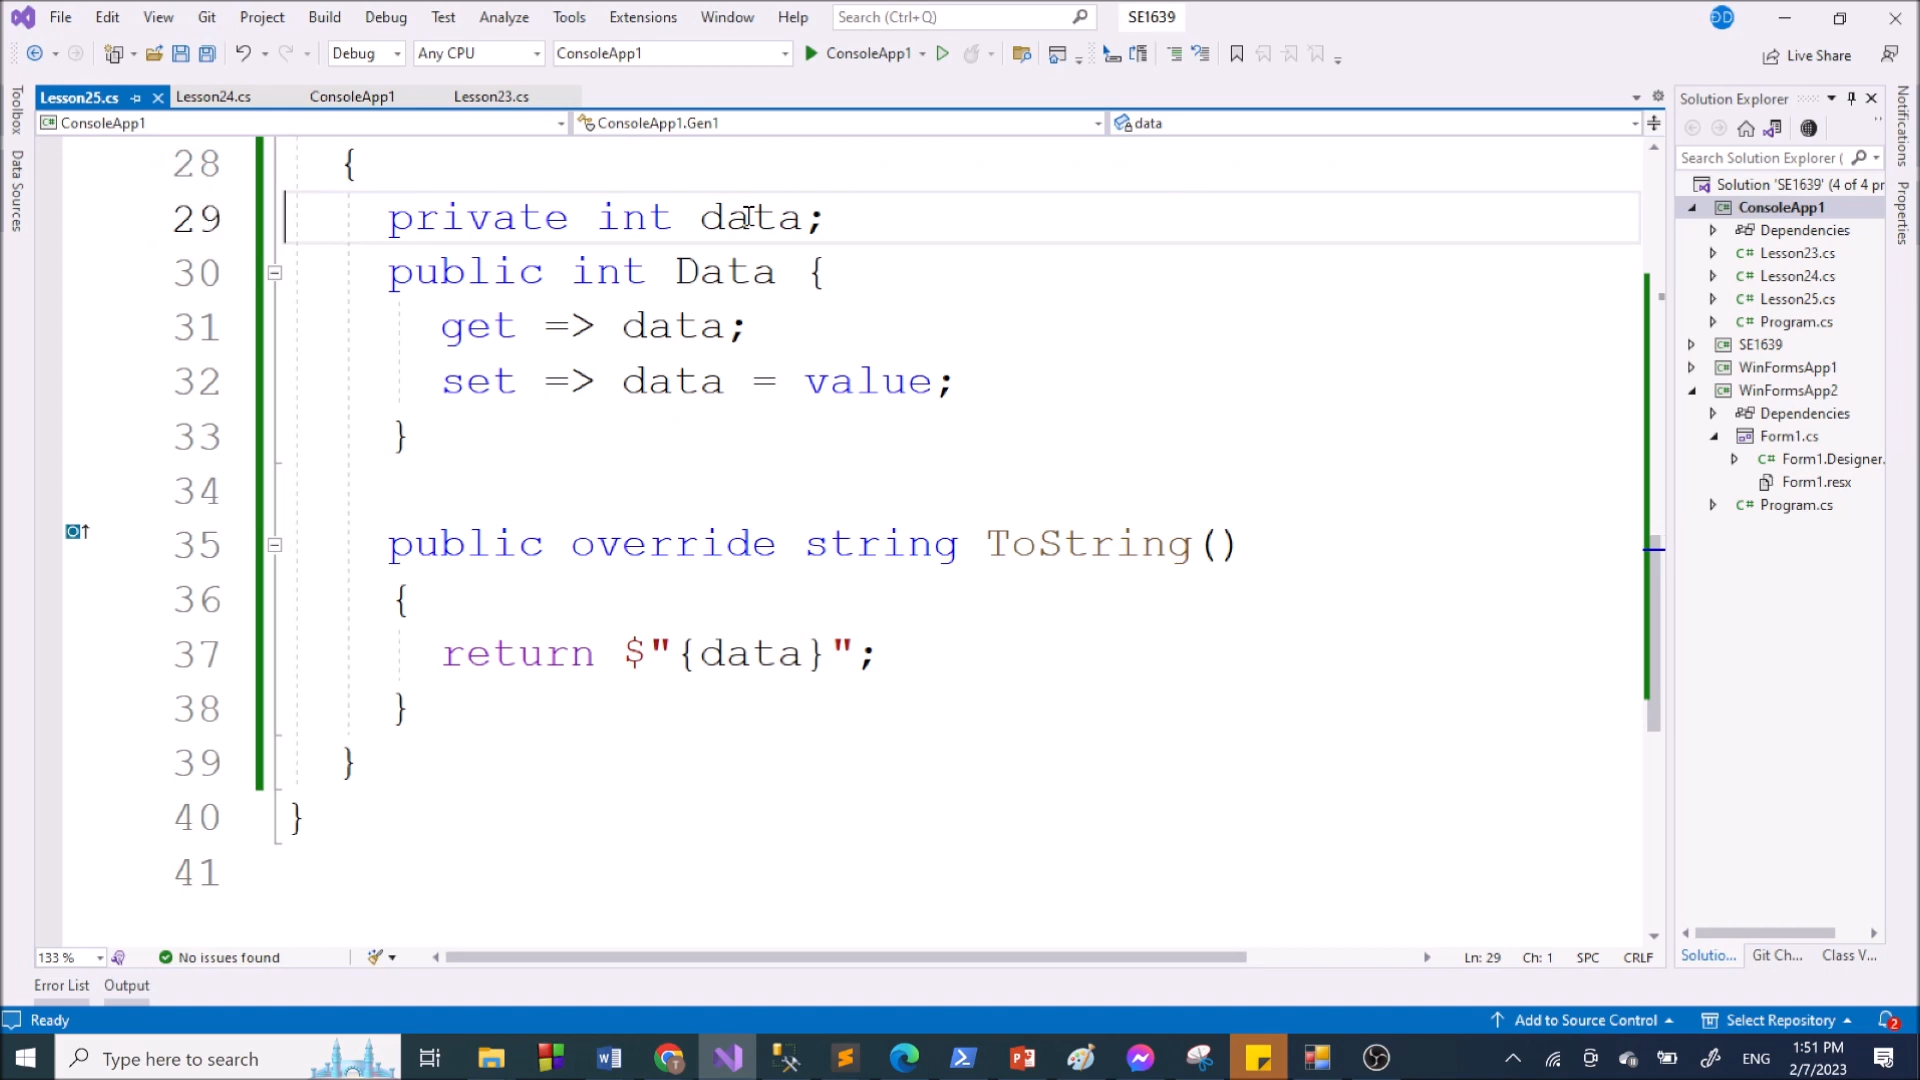 File Edit View Git Project Build Debug Test Analyze Tools Extensions Window Help Search (Ctrl+Q) SE1639 ĐD
Debug Any CPU ConsoleApp1 ConsoleApp1 Live Share
Lesson25.cs Lesson24.cs ConsoleApp1 Lesson23.cs
ConsoleApp1 ConsoleApp1.Gen1 data
Toolbox
Data Sources
28 {
29 private int data;
30 public int Data {
31 get => data;
32 set => data = value;
33 }
34
35 public override string ToString()
36 {
37 return $"{data}";
38 }
39 }
40 }
41
133 % No issues found Ln: 29 Ch: 1 SPC CRLF
Error List Output
Solution Explorer
Search Solution Explorer (
Solution 'SE1639' (4 of 4 pr
C# ConsoleApp1
Dependencies
C# Lesson23.cs
C# Lesson24.cs
C# Lesson25.cs
C# Program.cs
C# SE1639
C# WinFormsApp1
C# WinFormsApp2
Dependencies
Form1.cs
C# Form1.Designer.
Form1.resx
C# Program.cs
Solutio... Git Ch... Class V...
Notifications
Properties
Ready Add to Source Control Select Repository 2
Type here to search ENG 1:51 PM
2/7/2023